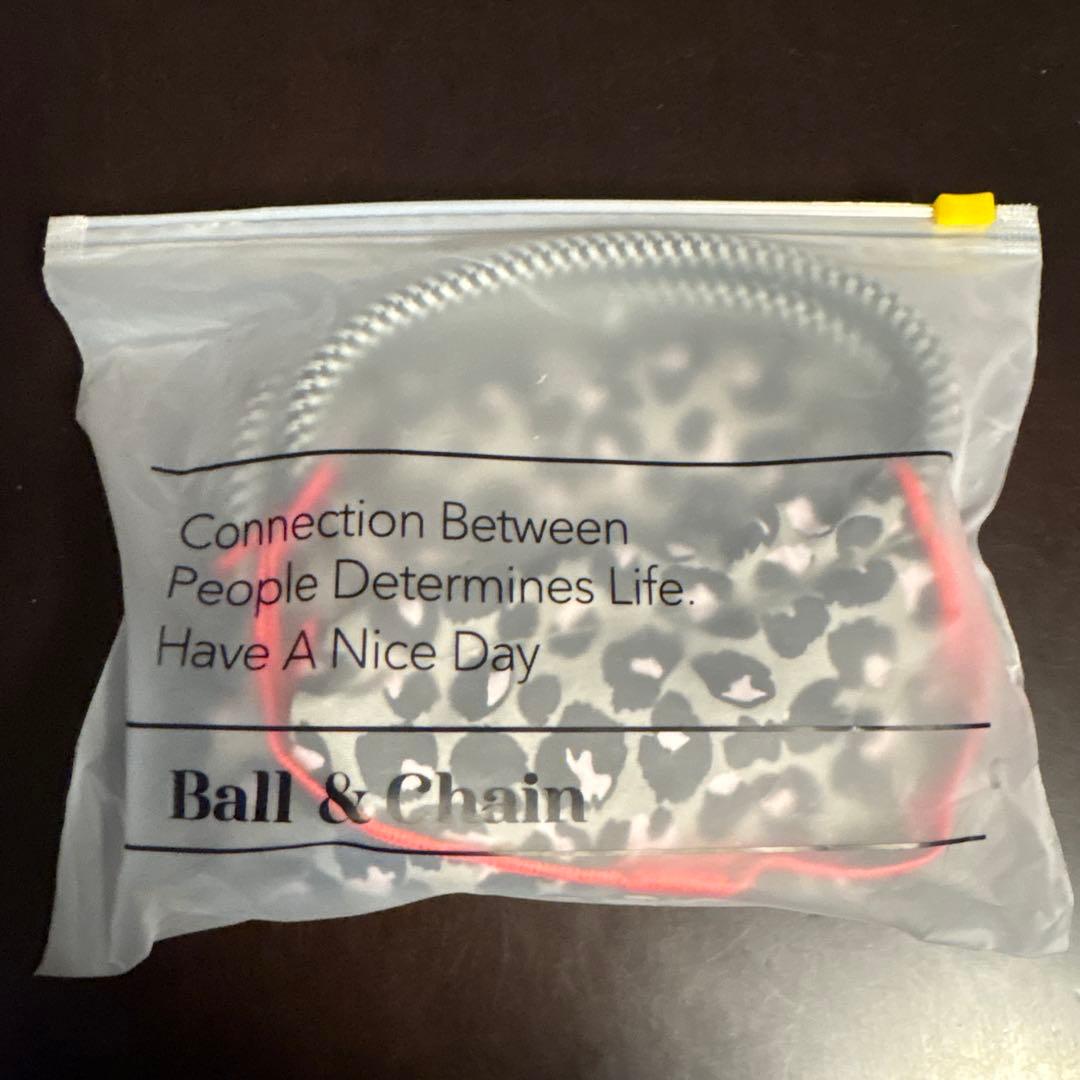 Connection Between
People Determines Life.
Have A Nice Day
Ball & Chain